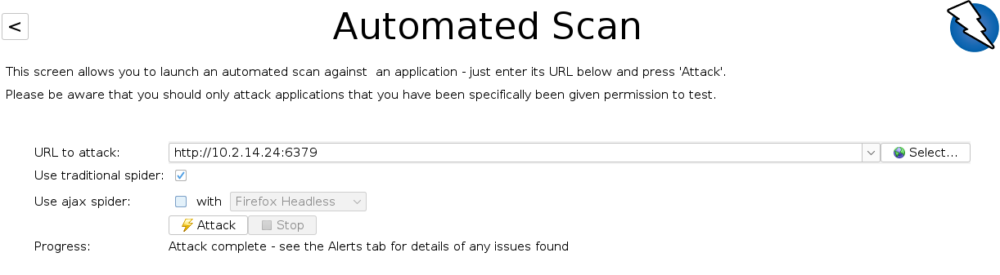 <
Automated Scan
This screen allows you to launch an automated scan against  an application - just enter its URL below and press 'Attack'.
Please be aware that you should only attack applications that you have been specifically been given permission to test.
URL to attack: http://10.2.14.24:6379 Select...
Use traditional spider:
Use ajax spider: with Firefox Headless
Attack Stop
Progress: Attack complete - see the Alerts tab for details of any issues found